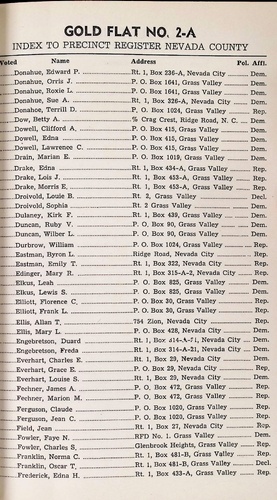 GOLD FLAT NO. 2-A
INDEX TO PRECINCT REGISTER NEVADA COUNTY
Voted Name Address Pol. Affi.
Donahue, Edward P. Rt. 1, Box 236-A, Nevada City Dem.
Donahue, Orris J. P. O. Box 1641, Grass Valley Dem.
Donahue, Roxie L. P. O. Box 1641, Grass Valley Dem.
Donahue, Sue A. Rt. 1, Box 326-A, Nevada City Dem.
Donahue, Terrill D. P. O. Box 1024, Grass Valley Rep.
Dow, Betty A. % Crag Crest, Ridge Road, N. C. Dem
Dowell, Clifford A. P. O. Box 415, Grass Valley Dem.
Dowell, Edna P. O. Box 415, Grass Valley Dem.
Dowell, Lawrence C. P. O. Box 415, Grass Valley Dem.
Drain, Marian E. P. O. Box 1019, Grass Valley Dem.
Drake, Edna Rt. 1, Box 434-A, Grass Valley Rep.
Drake, Lois J. Rt. 1, Box 453-A, Grass Valley Rep.
Drake, Morris E. Rt. 1, Box 453-A, Grass Valley Rep.
Droivold, Louie B. Rt. 2, Grass Valley Decl.
Droivold, Sophia Rt. 2 Grass Valley Dem.
Dulaney, Kirk F. Rt. 1, Box 439, Grass Valley Dem.
Duncan, Ruby V. P. O. Box 90, Grass Valley Dem.
Duncan, Wilber L. P. O. Box 90, Grass Valley Dem.
Durbrow, William P. O. Box 1024, Grass Valley Rep.
Eastman, Byron L. Ridge Road, Nevada City Rep.
Eastman, Emily T. Rt. 1, Box 322, Nevada City Rep.
Edinger, Mary R. Rt. 1, Box 315-A-2, Nevada City Rep.
Elkus, Leah P. O. Box 825, Grass Valley Dem.
Elkus, Lewis S. P. O. Box 825, Grass Valley Dem.
Elliott, Florence C. P. O. Box 30, Grass Valley Rep.
Elliott, Frank L. P. O. Box 30, Grass Valley Rep.
Ellis, Allan T. 754 Zion, Nevada City Rep.
Ellis, Mary L. P. O. Box 428, Nevada City Dem.
Engebretson, Duard Rt. 1, Box 314-A-21, Nevada City Dem.
Engebretson, Freda Rt. 1, Box 314-A-21, Nevada City Dem.
Everhart, Charles E. Rt. 1, Box 29, Nevada City Dem.
Everhart, Grace E. P. O. Box 29, Nevada City Rep.
Everhart, Louise S. Rt. 1, Box 29, Nevada City Dem.
Fechner, James A. P. O. Box 472, Grass Valley Rep.
Fechner, Marion M. P. O. Box 472, Grass Valley Rep.
Ferguson, Claude P. O. Box 1020, Grass Valley Rep.
Ferguson, Jean C. P. O. Box 1020, Grass Valley Rep.
Field, Jean Rt. 1, Box 27, Nevada City Rep.
Fowler, Faye N. RFD No. 1, Grass Valley Dem.
Fowler, Charles S. Glenbrook Heights, Grass Valley Rep.
Franklin, Norma C. Rt. 1, Box 481-B, Grass Valley Rep.
Franklin, Oscar T. Rt. 1, Box 481-B, Grass Valley Decl.
Frederick, Edna H. Rt. 1, Box 433-A, Grass Valley Rep.